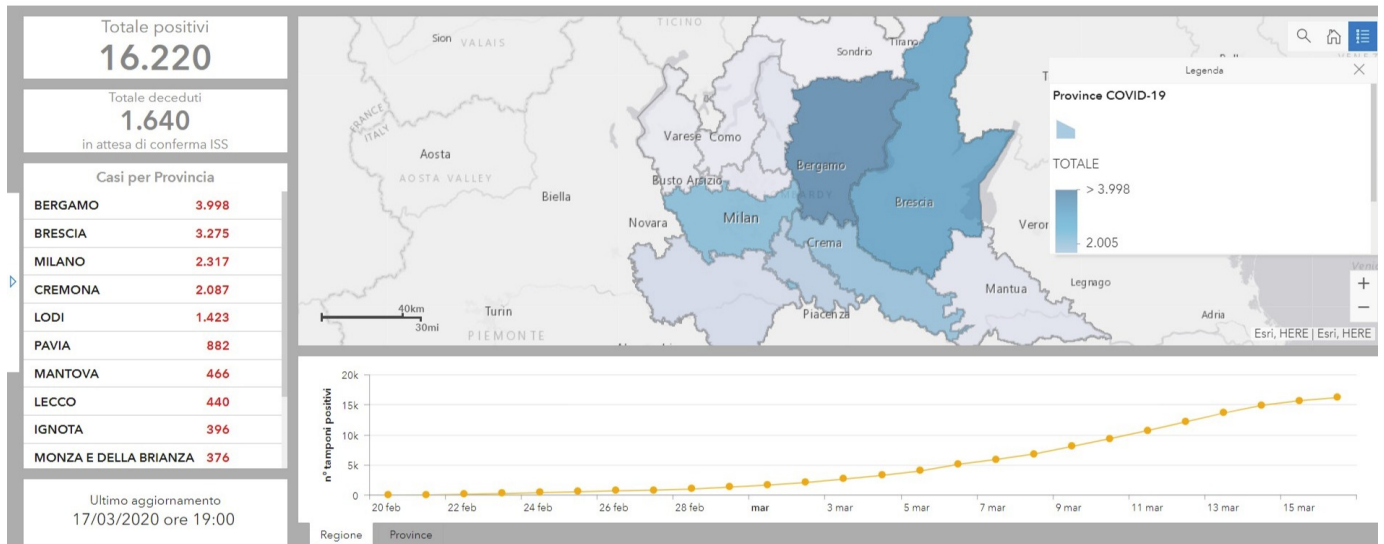 Totale positivi
16.220
Totale deceduti
1.640
in attesa di conferma ISS
Casi per Provincia
BERGAMO 3.998
BRESCIA 3.275
MILANO 2.317
CREMONA 2.087
LODI 1.423
PAVIA 882
MANTOVA 466
LECCO 440
IGNOTA 396
MONZA E DELLA BRIANZA 376
Ultimo aggiornamento
17/03/2020 ore 19:00
TICINO
Sion
VALAIS
Sondrio
Tirano
FRANCE
ITALY
Varese
Como
Aosta
AOSTA VALLEY
Bergamo
Busto Arsizio
Biella
Brescia
Novara
Milan
Crema
Mantua
Legnago
Turin
Piacenza
Adria
PIEMONTE
40km
30mi
Legenda
Province COVID-19
TOTALE
> 3.998
2.005
+
−
Esri, HERE | Esri, HERE
n° tamponi positivi
20k
15k
10k
5k
0
20 feb 22 feb 24 feb 26 feb 28 feb mar 3 mar 5 mar 7 mar 9 mar 11 mar 13 mar 15 mar
Regione Province